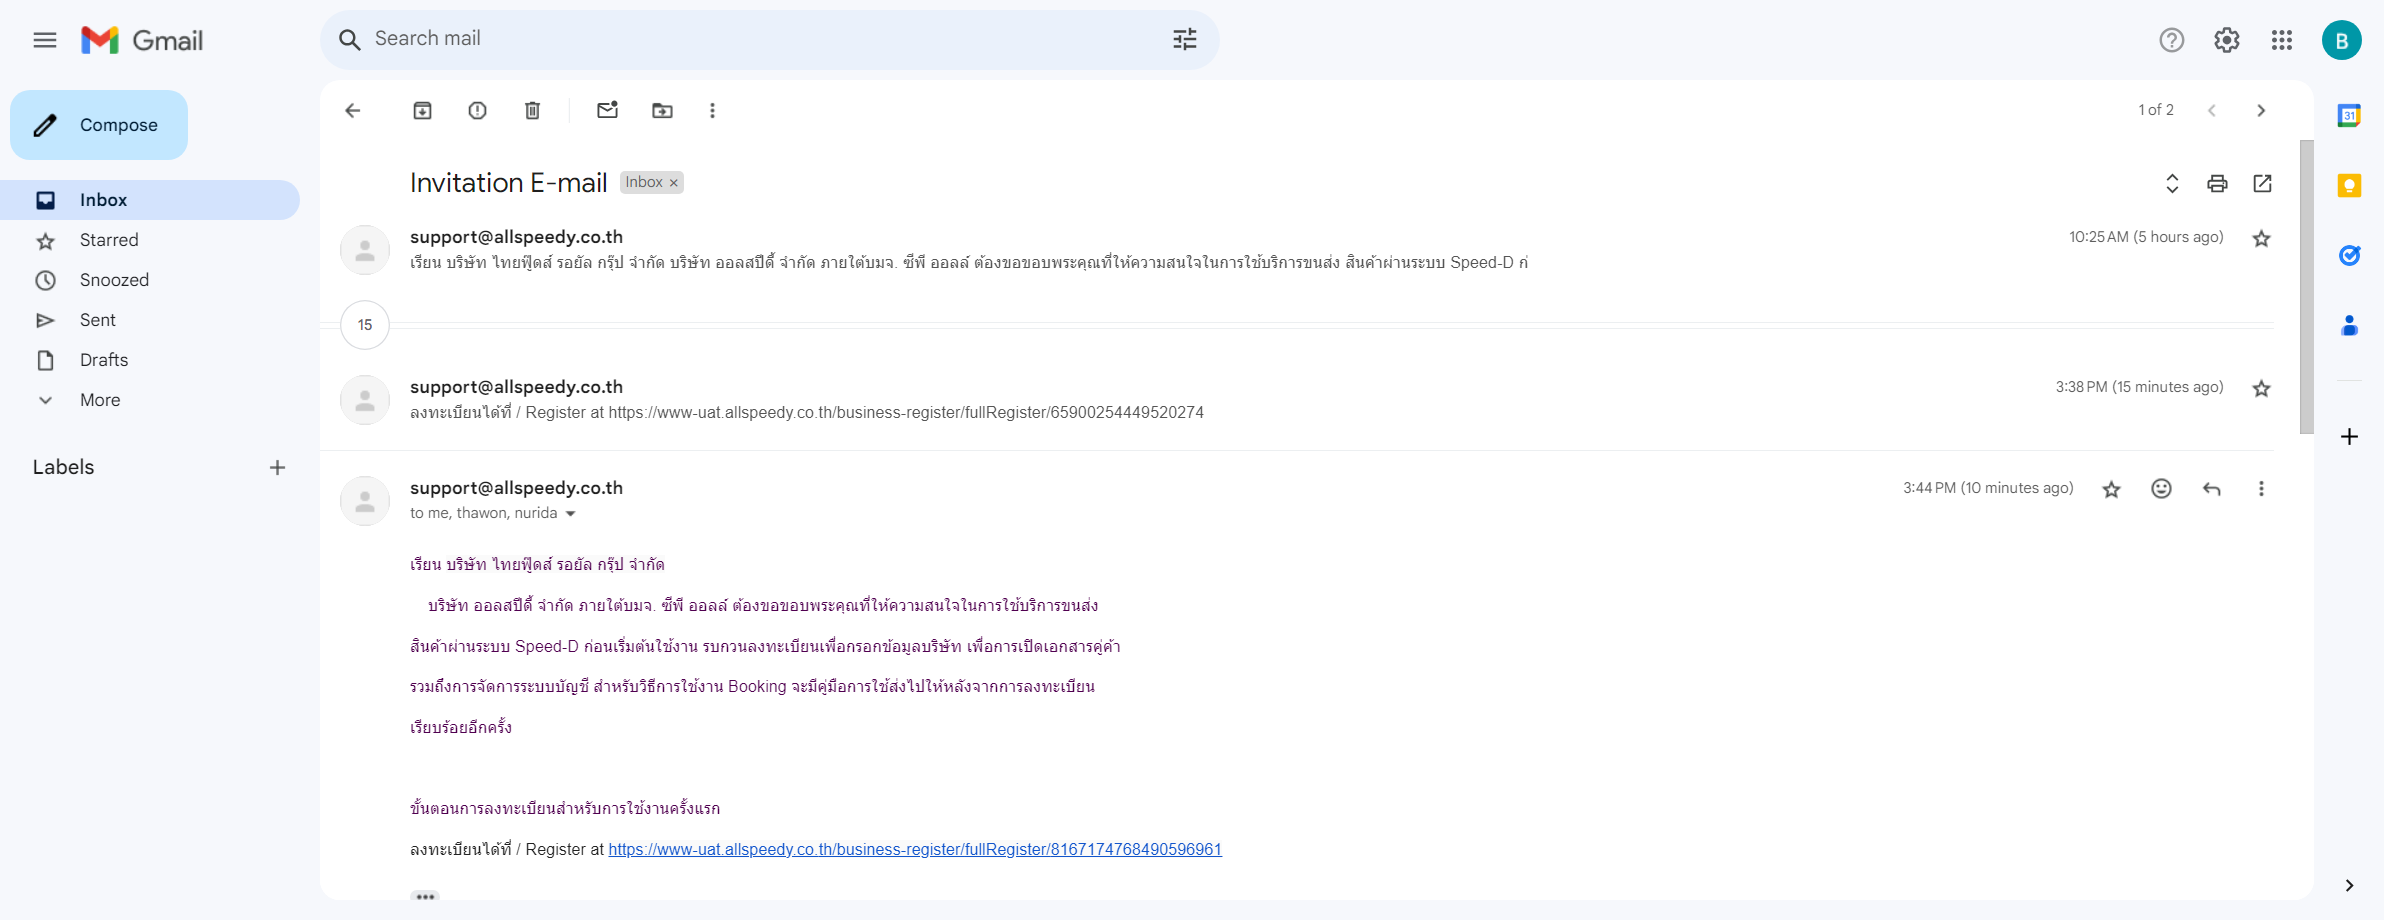 Gmail
Search mail
B
Compose
1 of 2
31
Inbox
Starred
Snoozed
Sent
Drafts
More
Labels
Invitation E-mail
Inbox ×
support@allspeedy.co.th
10:25 AM (5 hours ago)
เรียน บริษัท ไทยฟู๊ดส์ รอยัล กรุ๊ป จำกัด บริษัท ออลสปีดี้ จำกัด ภายใต้บมจ. ซีพี ออลล์ ต้องขอขอบพระคุณที่ให้ความสนใจในการใช้บริการขนส่ง สินค้าผ่านระบบ Speed-D ก่
15
support@allspeedy.co.th
3:38 PM (15 minutes ago)
ลงทะเบียนได้ที่ / Register at https://www-uat.allspeedy.co.th/business-register/fullRegister/65900254449520274
support@allspeedy.co.th
3:44 PM (10 minutes ago)
to me, thawon, nurida
เรียน บริษัท ไทยฟู๊ดส์ รอยัล กรุ๊ป จำกัด
บริษัท ออลสปีดี้ จำกัด ภายใต้บมจ. ซีพี ออลล์ ต้องขอขอบพระคุณที่ให้ความสนใจในการใช้บริการขนส่ง
สินค้าผ่านระบบ Speed-D ก่อนเริ่มต้นใช้งาน รบกวนลงทะเบียนเพื่อกรอกข้อมูลบริษัท เพื่อการเปิดเอกสารคู่ค้า
รวมถึงการจัดการระบบบัญชี สำหรับวิธีการใช้งาน Booking จะมีคู่มือการใช้ส่งไปให้หลังจากการลงทะเบียน
เรียบร้อยอีกครั้ง
ขั้นตอนการลงทะเบียนสำหรับการใช้งานครั้งแรก
ลงทะเบียนได้ที่ / Register at https://www-uat.allspeedy.co.th/business-register/fullRegister/8167174768490596961